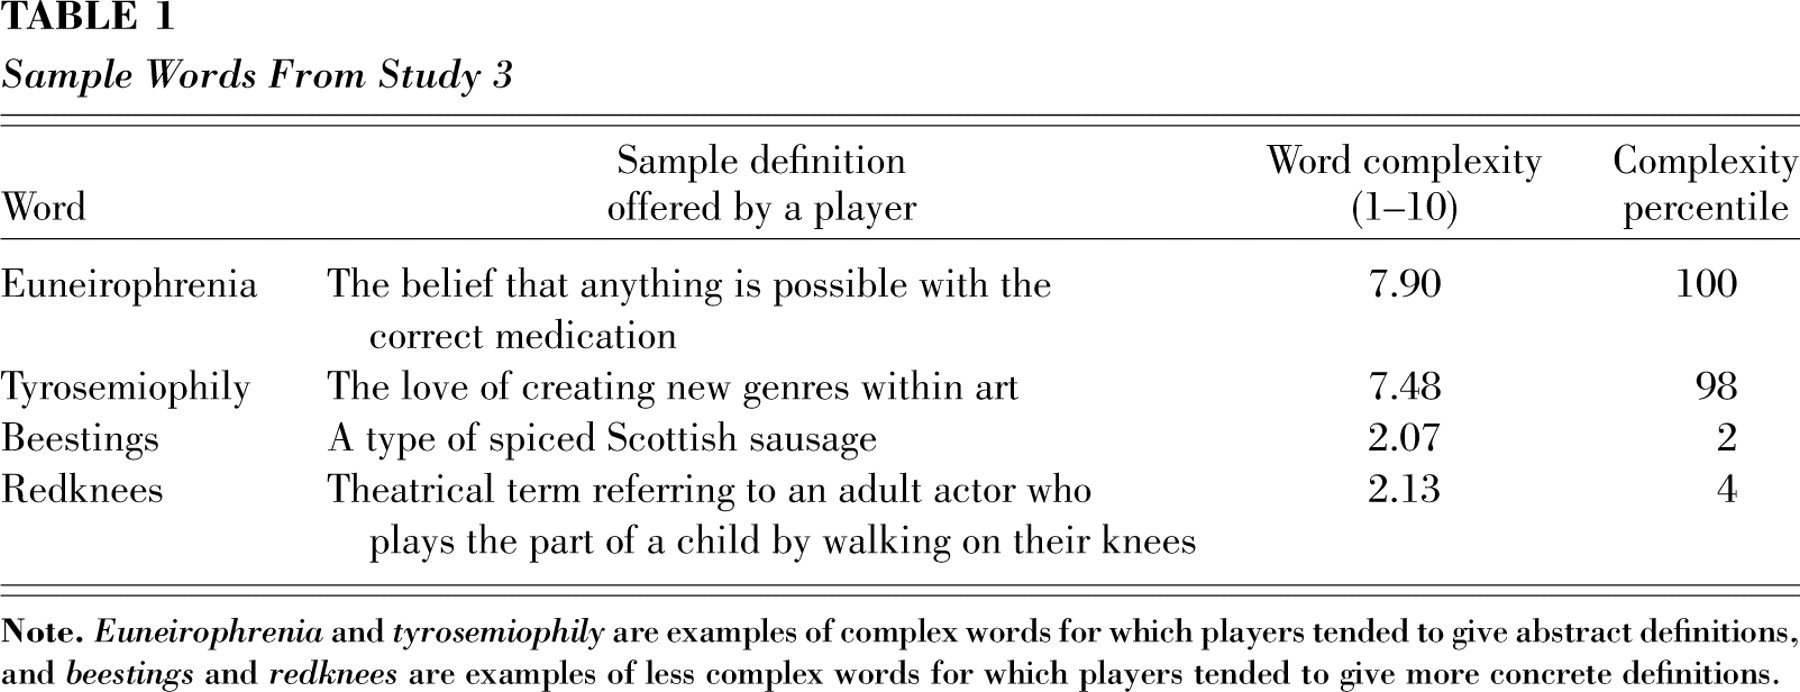 TABLE 1
Sample Words From Study 3
Word
Sample definition
offered by a player
Word complexity
(1–10)
Complexity
percentile
Euneirophrenia The belief that anything is possible with the 7.90 100
correct medication
Tyrosemiophily The love of creating new genres within art 7.48 98
Beestings A type of spiced Scottish sausage 2.07 2
Redknees Theatrical term referring to an adult actor who 2.13 4
plays the part of a child by walking on their knees
Note. Euneirophrenia and tyrosemiophily are examples of complex words for which players tended to give abstract definitions,
and beestings and redknees are examples of less complex words for which players tended to give more concrete definitions.